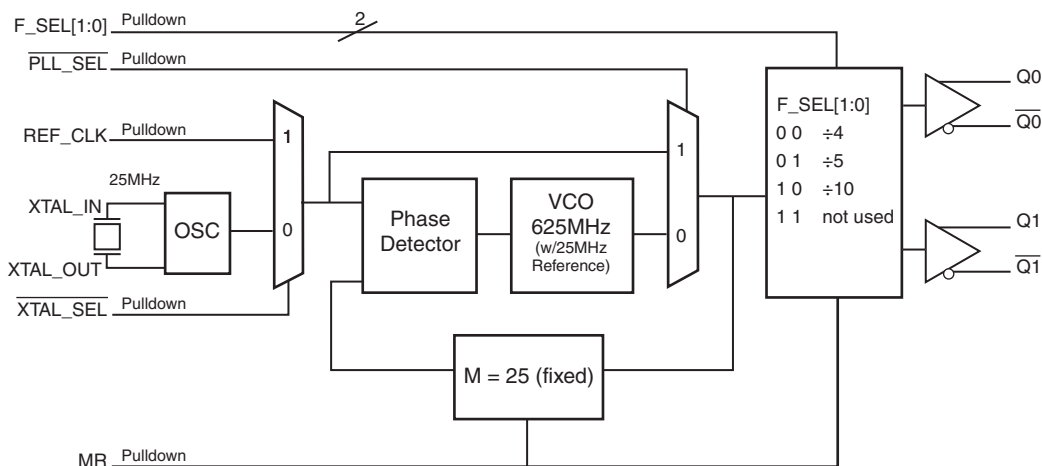 F_SEL[1:0] Pulldown
2
PLL_SEL Pulldown
REF_CLK Pulldown
1
0
25MHz
XTAL_IN
XTAL_OUT
OSC
XTAL_SEL Pulldown
Phase
Detector
VCO
625MHz
(w/25MHz
Reference)
1
0
M = 25 (fixed)
F_SEL[1:0]
0 0 ÷4
0 1 ÷5
1 0 ÷10
1 1 not used
Q0
Q0
Q1
Q1
MR Pulldown